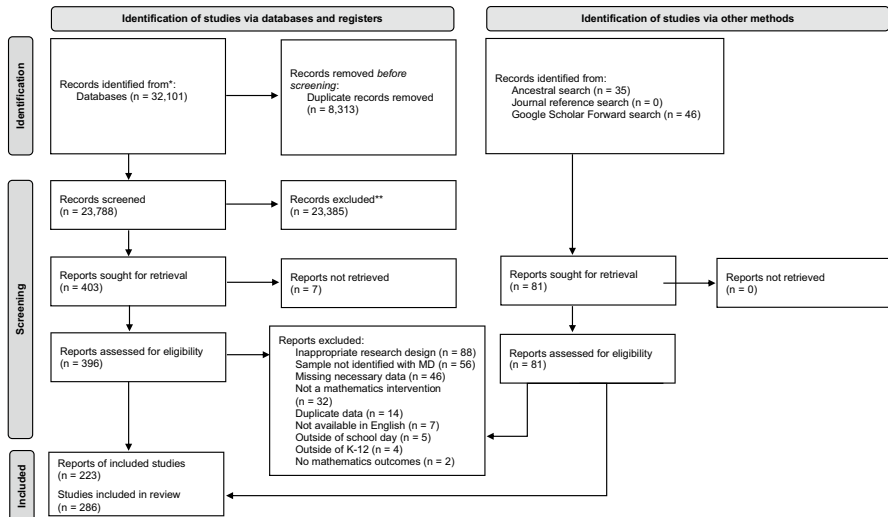 Identification of studies via databases and registers
Identification of studies via other methods
Identification
Records identified from*:
Databases (n = 32,101)
Records removed before
screening:
Duplicate records removed
(n = 8,313)
Records identified from:
Ancestral search (n = 35)
Journal reference search (n = 0)
Google Scholar Forward search (n = 46)
Screening
Records screened
(n = 23,788)
Records excluded**
(n = 23,385)
Reports sought for retrieval
(n = 403)
Reports not retrieved
(n = 7)
Reports sought for retrieval
(n = 81)
Reports not retrieved
(n = 0)
Reports assessed for eligibility
(n = 396)
Reports excluded:
Inappropriate research design (n = 88)
Sample not identified with MD (n = 56)
Missing necessary data (n = 46)
Not a mathematics intervention
(n = 32)
Duplicate data (n = 14)
Not available in English (n = 7)
Outside of school day (n = 5)
Outside of K-12 (n = 4)
No mathematics outcomes (n = 2)
Reports assessed for eligibility
(n = 81)
Included
Reports of included studies
(n = 223)
Studies included in review
(n = 286)